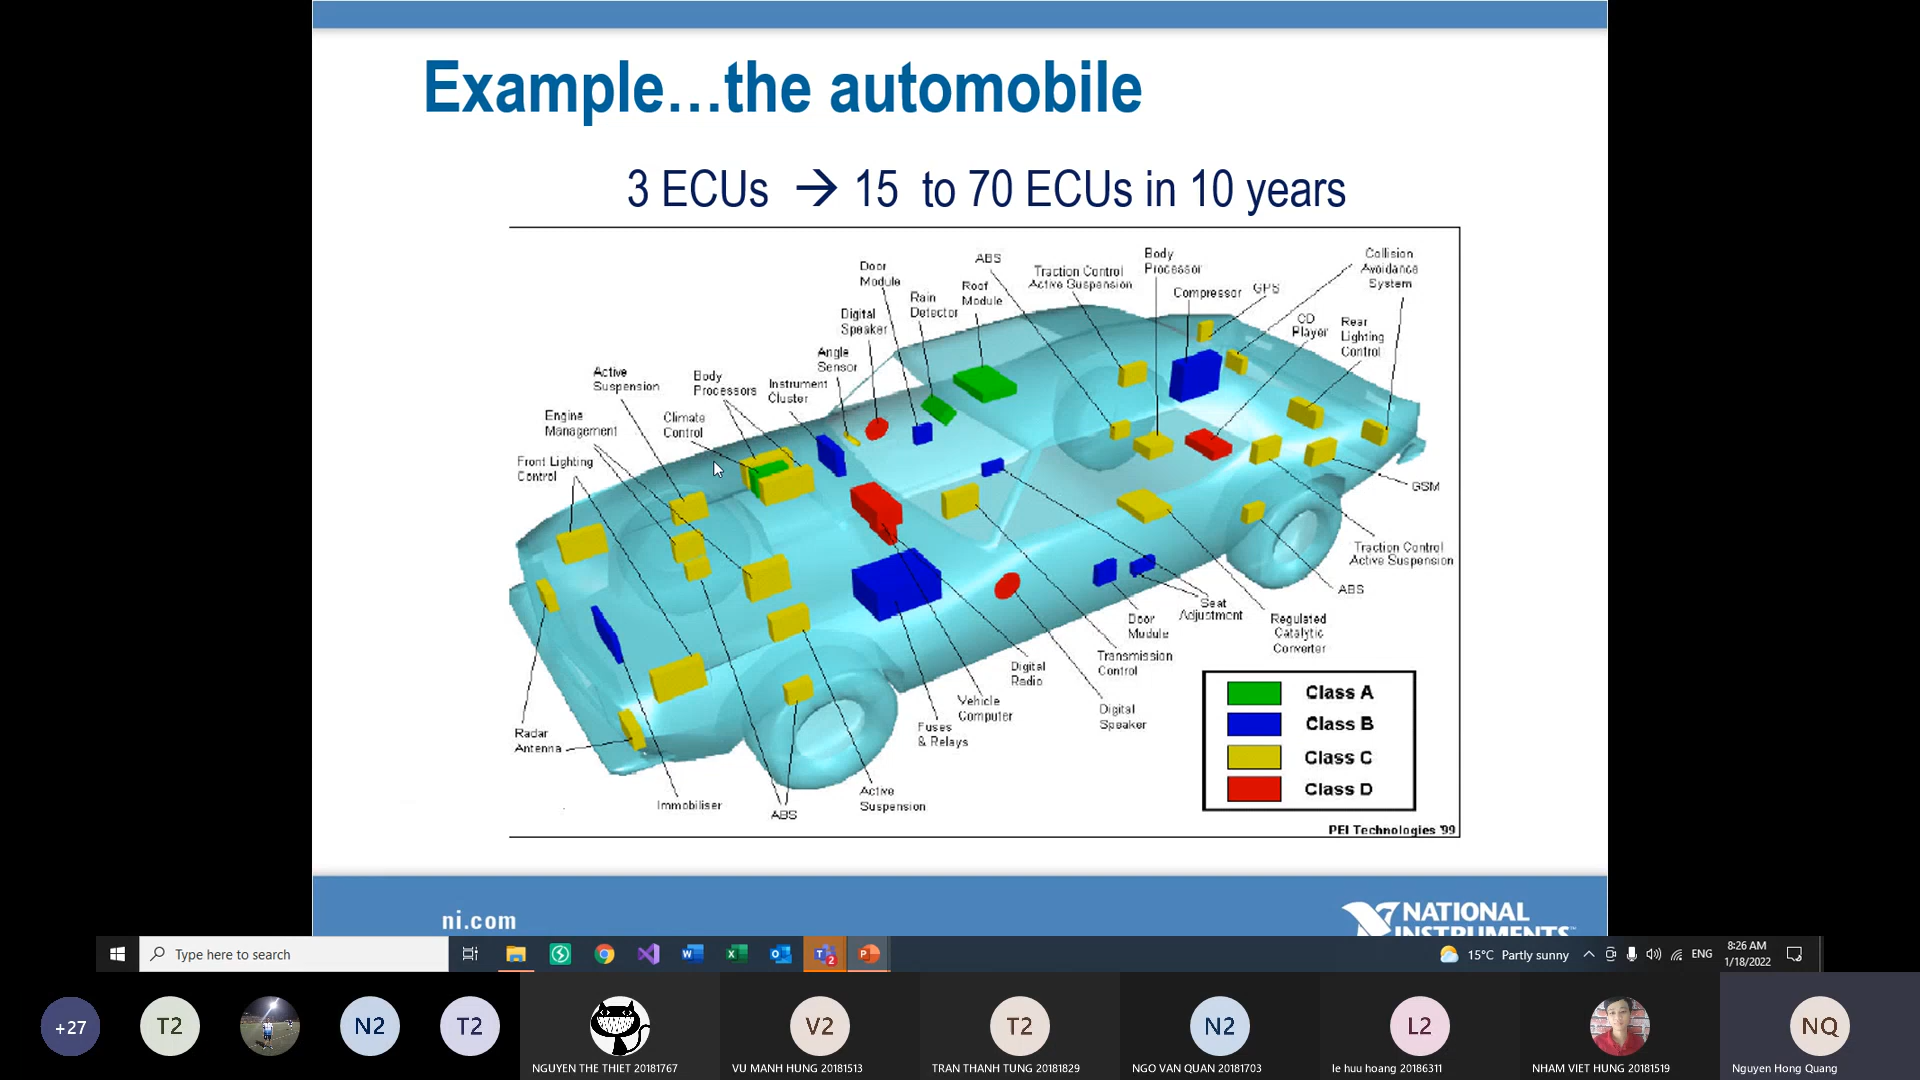 Example…the automobile
3 ECUs → 15 to 70 ECUs in 10 years
Door
Module
ABS
Body
Processor
Collision
Avoidance
System
Traction Control
Active Suspension
Rain
Detector
Roof
Module
Compressor
GPS
Digital
Speaker
CD
Player
Rear
Lighting
Control
Angle
Sensor
Active
Suspension
Body
Processors
Instrument
Cluster
Engine
Management
Climate
Control
Front Lighting
Control
GSM
Traction Control
Active Suspension
ABS
Seat
Adjustment
Door
Module
Regulated
Catalytic
Converter
Transmission
Control
Digital
Radio
Vehicle
Computer
Digital
Speaker
Fuses
& Relays
Radar
Antenna
Immobiliser
ABS
Active
Suspension
Class A
Class B
Class C
Class D
PEI Technologies '99
ni.com
NATIONAL
INSTRUMENTS™
Type here to search
2
15°C Partly sunny
ENG
8:26 AM
1/18/2022
+27
T2
N2
T2
V2
T2
N2
L2
NQ
NGUYEN THE THIET 20181767
VU MANH HUNG 20181513
TRAN THANH TUNG 20181829
NGO VAN QUAN 20181703
le huu hoang 20186311
NHAM VIET HUNG 20181519
Nguyen Hong Quang